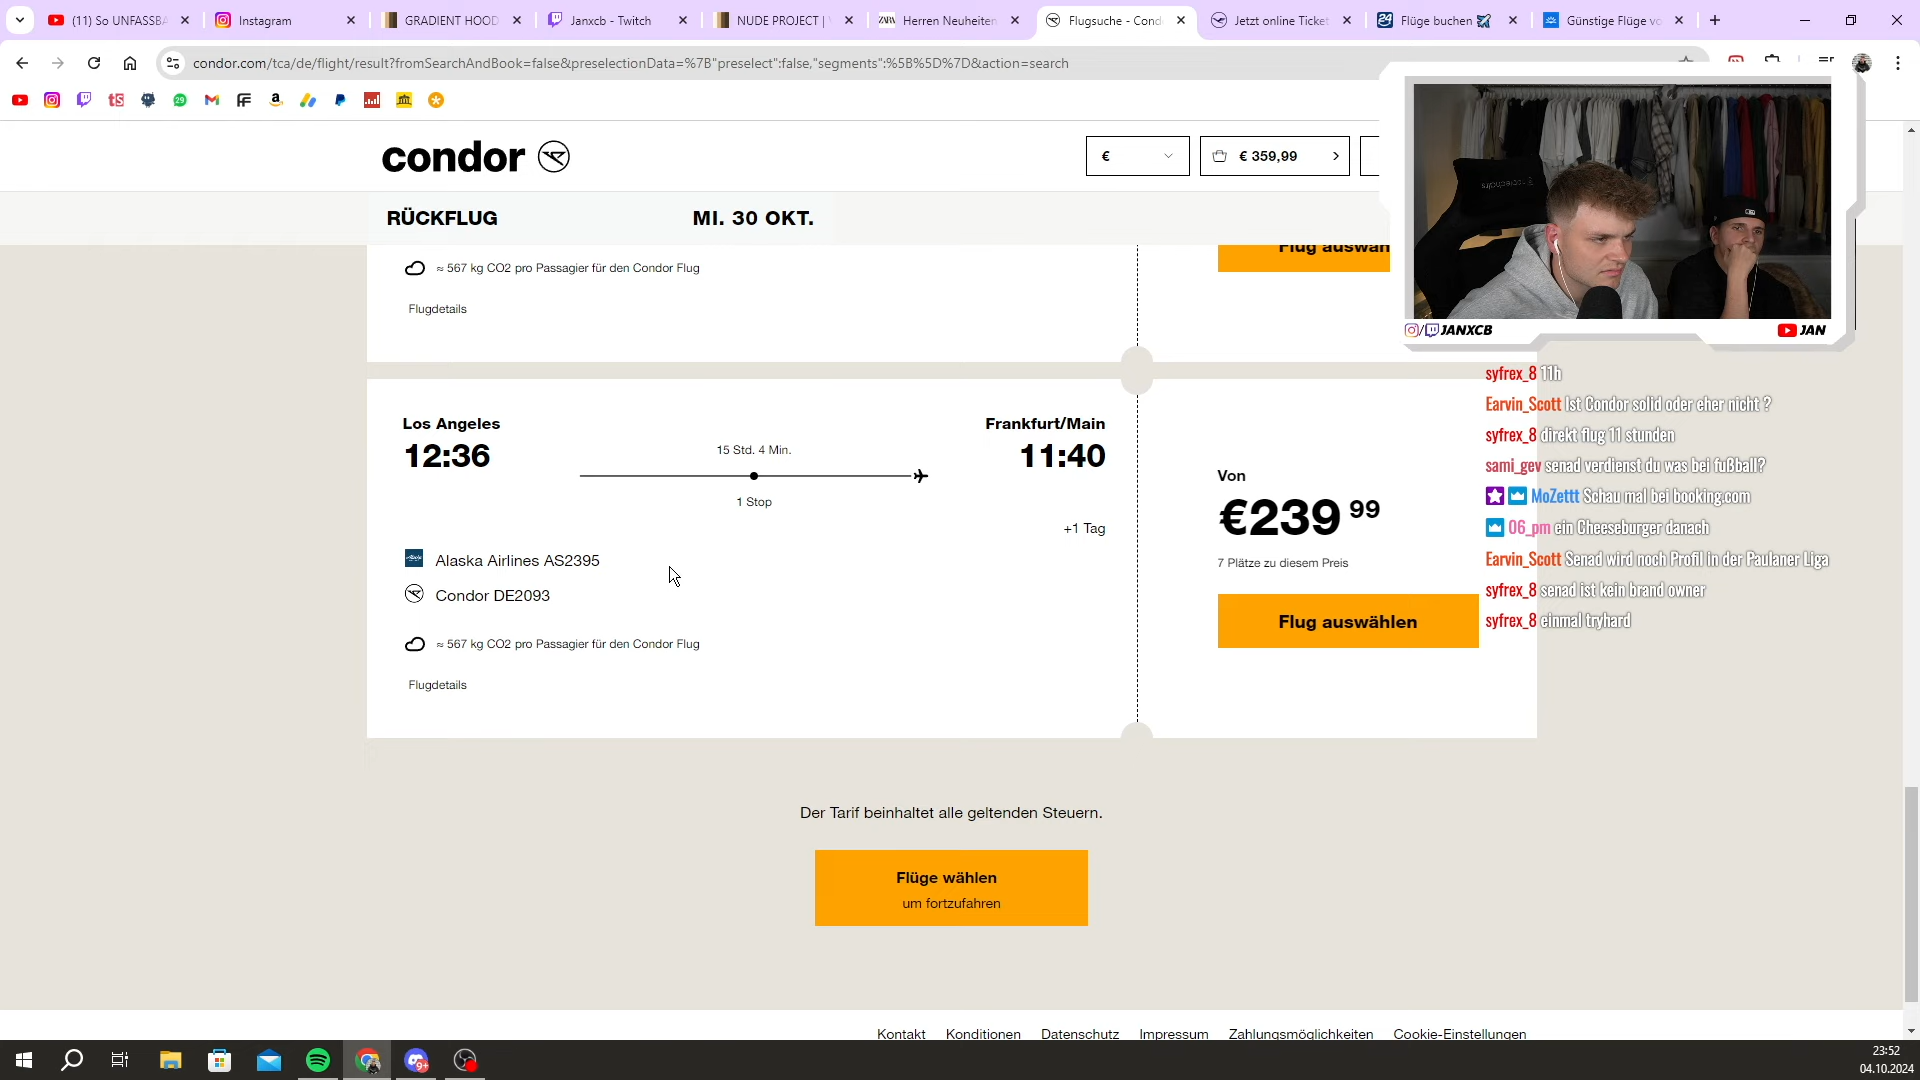 (11) So UNFASSBA
Instagram
GRADIENT HOOD
Janxcb - Twitch
NUDE PROJECT |
ZARA
Herren Neuheiten
Flugsuche - Cond
Jetzt online Ticket
24
Flüge buchen
Günstige Flüge vo
condor.com/tca/de/flight/result?fromSearchAndBook=false&preselectionData=%7B"preselect":false,"segments":%5B%5D%7D&action=search
condor
€
€ 359,99
RÜCKFLUG
MI. 30 OKT.
Flug auswäh
≈ 567 kg CO2 pro Passagier für den Condor Flug
Flugdetails
/JANXCB
JAN
syfrex_8 11h
Earvin_Scott Ist Condor solid oder eher nicht ?
syfrex_8 direkt flug 11 stunden
sami_gev senad verdienst du was bei fußball?
MoZettt Schau mal bei booking.com
06_pm ein Cheeseburger danach
Earvin_Scott Senad wird noch Profil in der Paulaner Liga
syfrex_8 senad ist kein brand owner
syfrex_8 einmal tryhard
Los Angeles
12:36
15 Std. 4 Min.
1 Stop
Frankfurt/Main
11:40
+1 Tag
Alaska Airlines AS2395
Condor DE2093
≈ 567 kg CO2 pro Passagier für den Condor Flug
Flugdetails
Von
€239 99
7 Plätze zu diesem Preis
Flug auswählen
Der Tarif beinhaltet alle geltenden Steuern.
Flüge wählen
um fortzufahren
Kontakt Konditionen Datenschutz Impressum Zahlungsmöglichkeiten Cookie-Einstellungen
23:52
04.10.2024